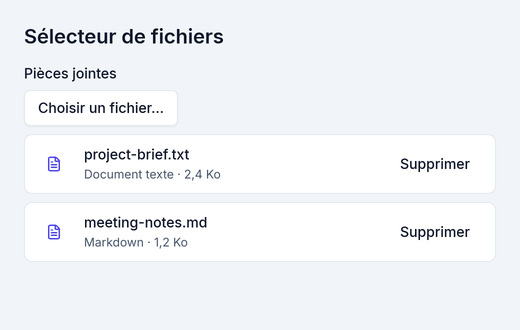 Sélecteur de fichiers
Pièces jointes
Choisir un fichier...
project-brief.txt
Supprimer
Document texte · 2,4 Ko
meeting-notes.md
Supprimer
Markdown · 1,2 Ko